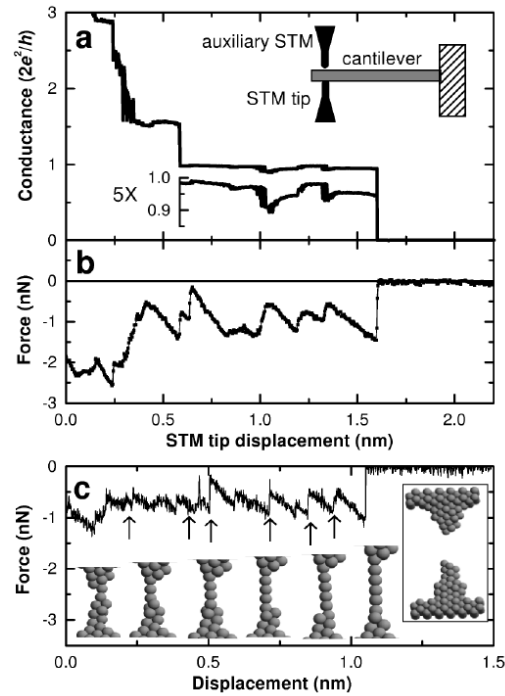 3
a
auxiliary STM
cantilever
2
STM tip
Conductance (2e²/h)
1
1.0
5X
0.9
0
b
0
-1
Force (nN)
-2
-3
0.0 0.5 1.0 1.5 2.0
STM tip displacement (nm)
0
c
-1
Force (nN)
-2
-3
0.0 0.5 1.0 1.5
Displacement (nm)